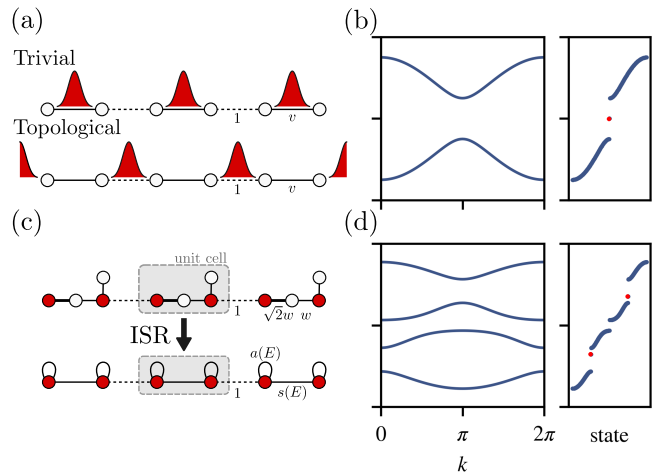 (a)
Trivial
1 v
Topological
1 v
(b)
(c)
unit cell
1 √2w w
ISR
a(E)
1 s(E)
(d)
0 π 2π
k
state